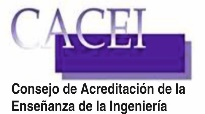 CACEI
Consejo de Acreditación de la
Enseñanza de la Ingeniería